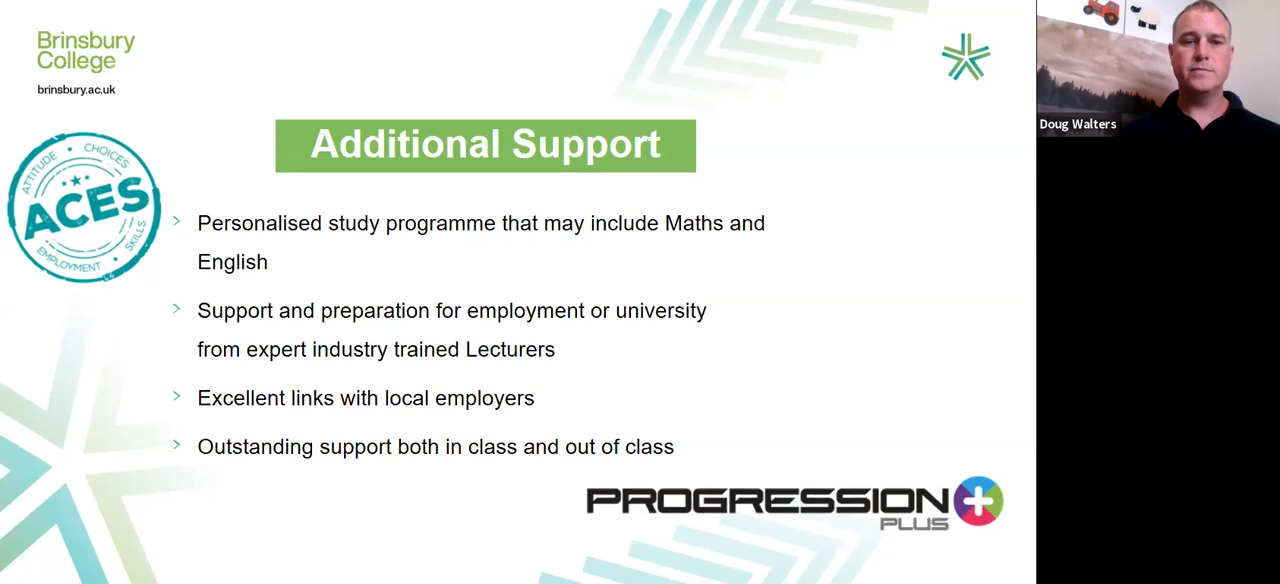 Brinsbury
College
brinsbury.ac.uk
Doug Walters
Additional Support
ATTITUDE • CHOICES
ACES
EMPLOYMENT • SKILLS
Personalised study programme that may include Maths and
English
Support and preparation for employment or university
from expert industry trained Lecturers
Excellent links with local employers
Outstanding support both in class and out of class
PROGRESSION
PLUS